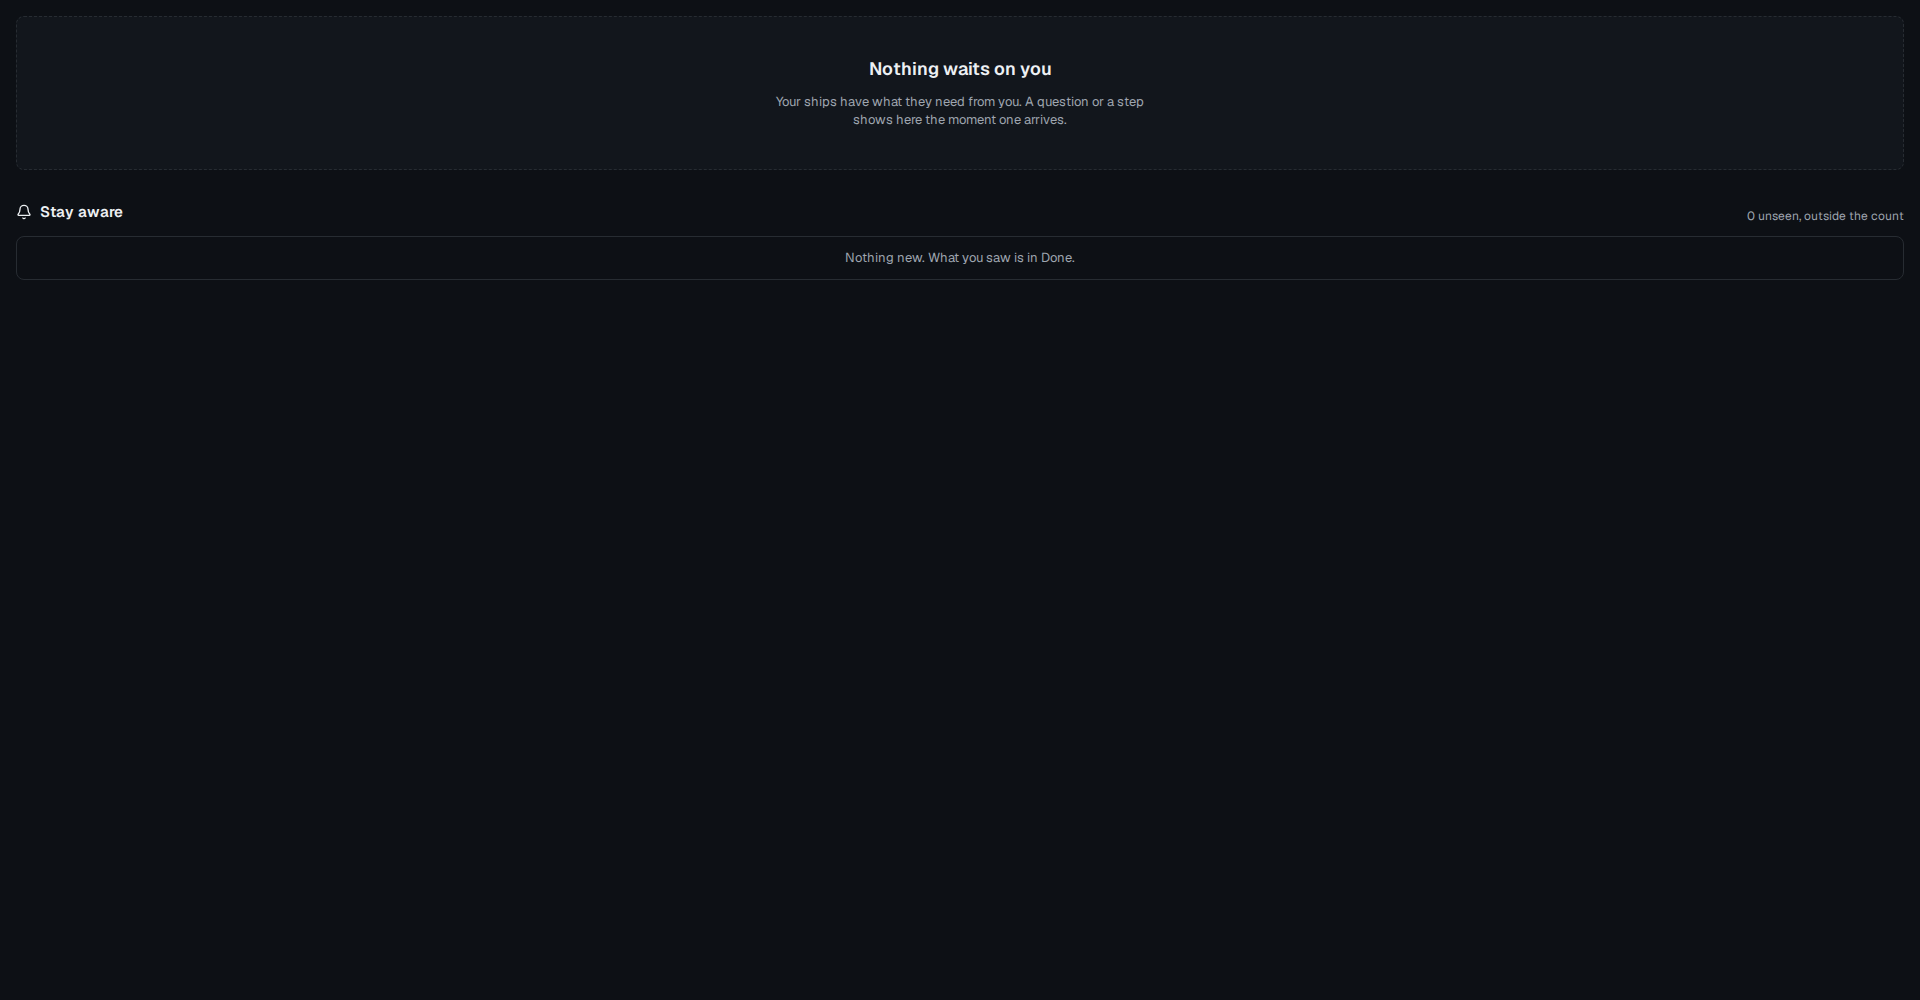 Nothing waits on you
Your ships have what they need from you. A question or a step
shows here the moment one arrives.
Stay aware
0 unseen, outside the count
Nothing new. What you saw is in Done.